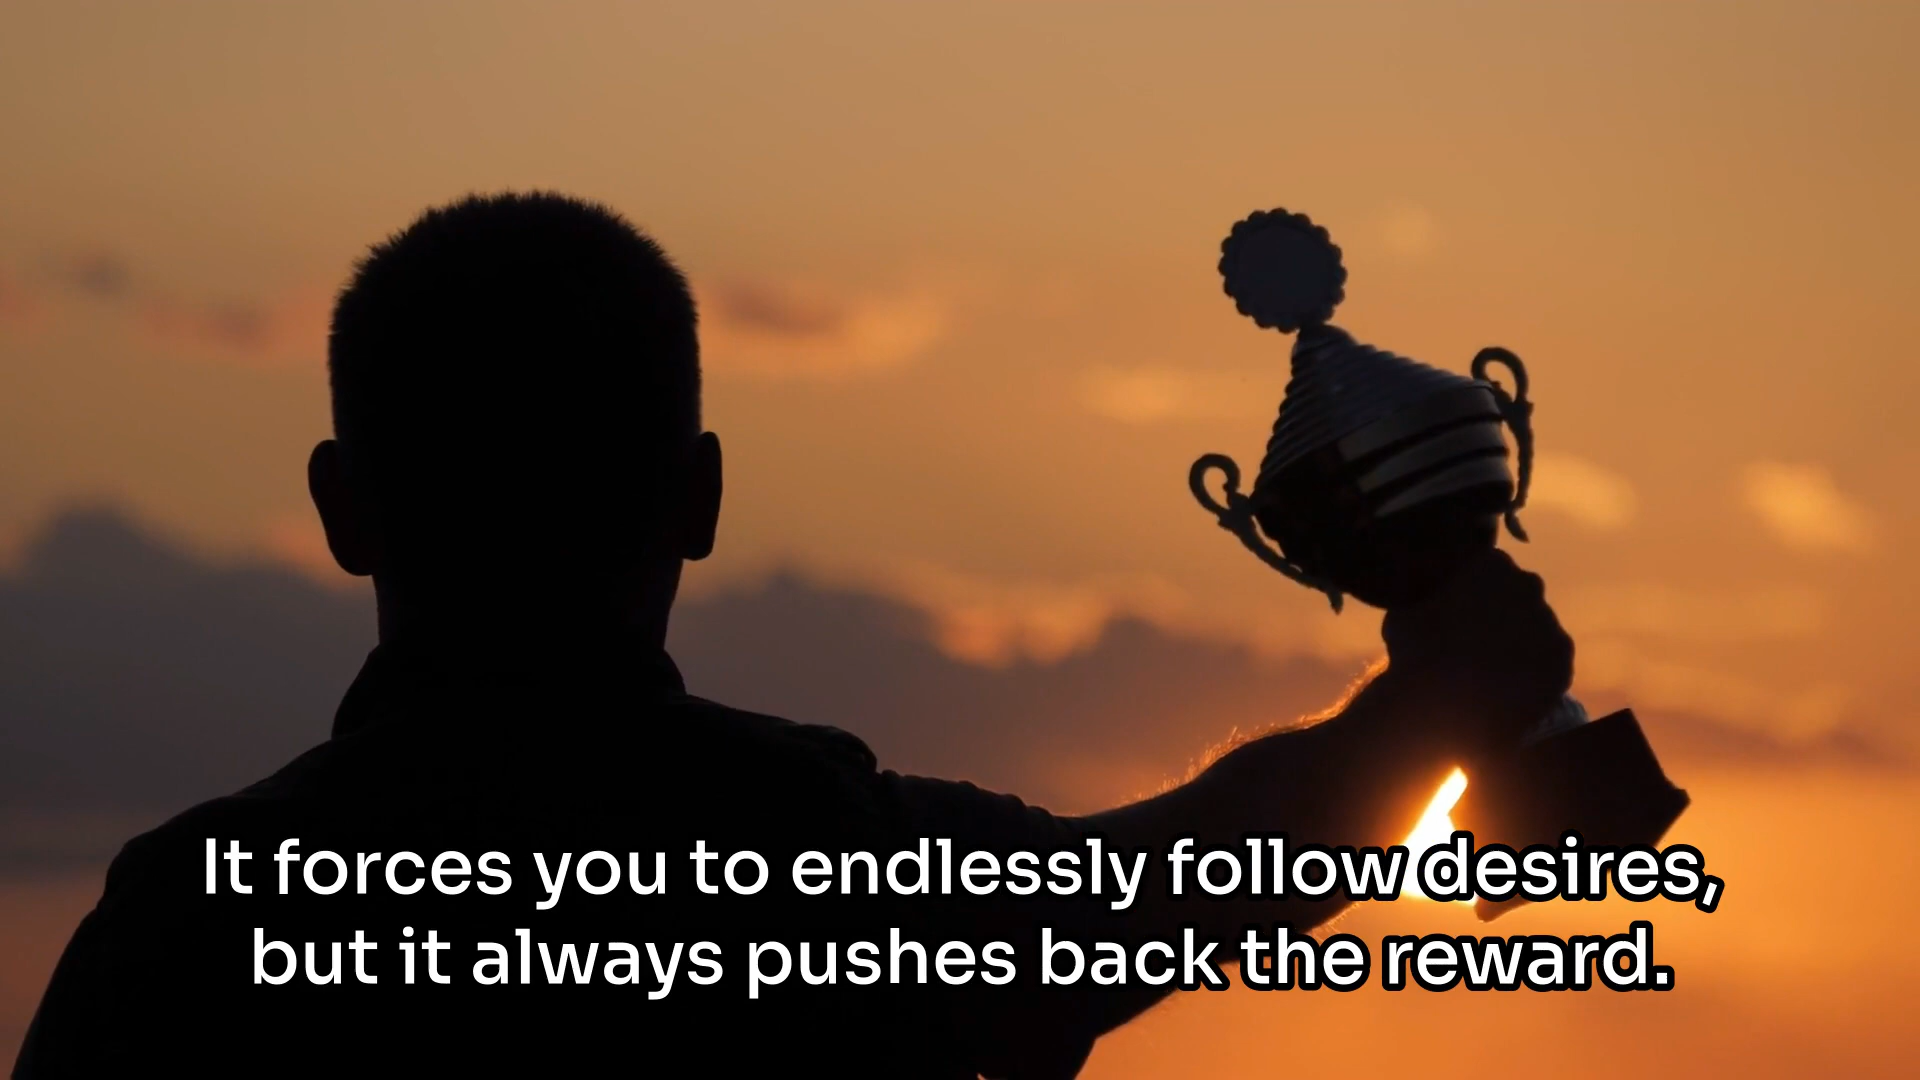 It forces you to endlessly follow desires,
but it always pushes back the reward.